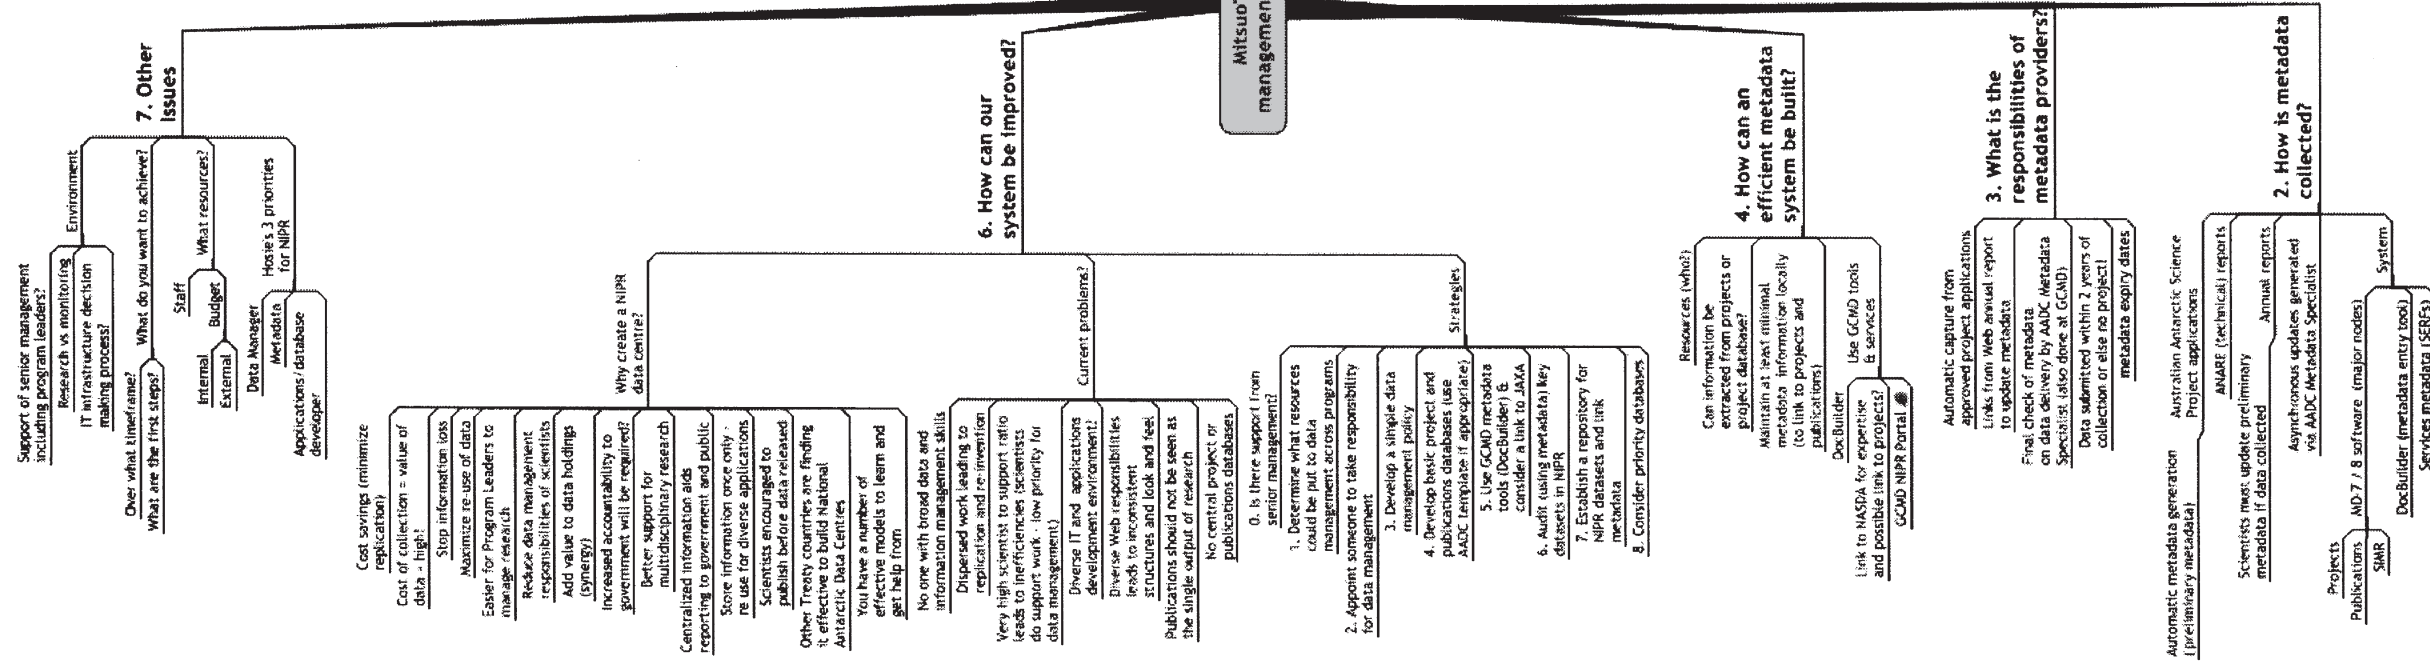 7. Other
Issues
Environment
Support of senior management
including program leaders?
Research vs monitoring
IT infrastructure decision
making process?
What do you want to achieve?
Over what timeframe?
What are the first steps?
What resources?
Staff
Budget
Internal
External
Hosie's 3 priorities
for NIPR
Data Manager
Metadata
Applications/database
developer
6. How can our
system be improved?
Why create a NIPR
data centre?
Cost savings (minimize
replication)
Cost of collection = value of
data = high!
Stop information loss
Maximize re-use of data
Easier for Program Leaders to
manage research
Reduce data management
responsibilities of scientists
Add value to data holdings
(synergy)
Increased accountability to
government will be required?
Better support for
multidisciplinary research
Centralized information aids
reporting to government and public
Store information once only -
re use for diverse applications
Scientists encouraged to
publish before data released
Other Treaty countries are finding
it effective to build National
Antarctic Data Centres
You have a number of
effective models to learn and
get help from
Current problems?
No one with broad data and
information management skills
Dispersed work leading to
replication and re-invention
Very high scientist to support ratio
leads to inefficiencies (scientists
do support work - low priority for
data management)
Diverse IT and applications
development environment!
Diverse Web responsibilities
leads to inconsistent
structures and look and feel
Publications should not be seen as
the single output of research
No central project or
publications databases
Strategies
0. Is there support from
senior management?
1. Determine what resources
could be put to data
management across programs
2. Appoint someone to take responsibility
for data management
3. Develop a simple data
management policy
4. Develop basic project and
publications databases (use
AADC template if appropriate)
5. Use GCMD metadata
tools (DocBuilder) &
consider a link to JAXA
6. Audit (using metadata) key
datasets in NIPR
7. Establish a repository for
NIPR datasets and link
metadata
8. Consider priority databases
Mitsuo
managemen
4. How can an
efficient metadata
system be built?
Resources (who?)
Can information be
extracted from projects or
project database?
Maintain at least minimal
metadata information locally
(to link to projects and
publications)
Use GCMD tools
& services
DocBuilder
Link to NASDA for expertise
and possible link to projects?
GCMD NIPR Portal
3. What is the
responsibilities of
metadata providers?
Automatic capture from
approved project applications
Links from Web annual report
to update metadata
Final check of metadata
on data delivery by AADC Metadata
Specialist (also done at GCMD)
Data submitted within 2 years of
collection or else no project!
metadata expiry dates
2. How is metadata
collected?
Australian Antarctic Science
Project applications
Automatic metadata generation
(preliminary metadata)
ANARE (technical) reports
Annual reports
Scientists must update preliminary
metadata if data collected
Asynchronous updates generated
via AADC Metadata Specialist
System
MD-7 / 8 software (major nodes)
Projects
Publications
SIMR
DocBuilder (metadata entry tool)
Services metadata (SERFs)